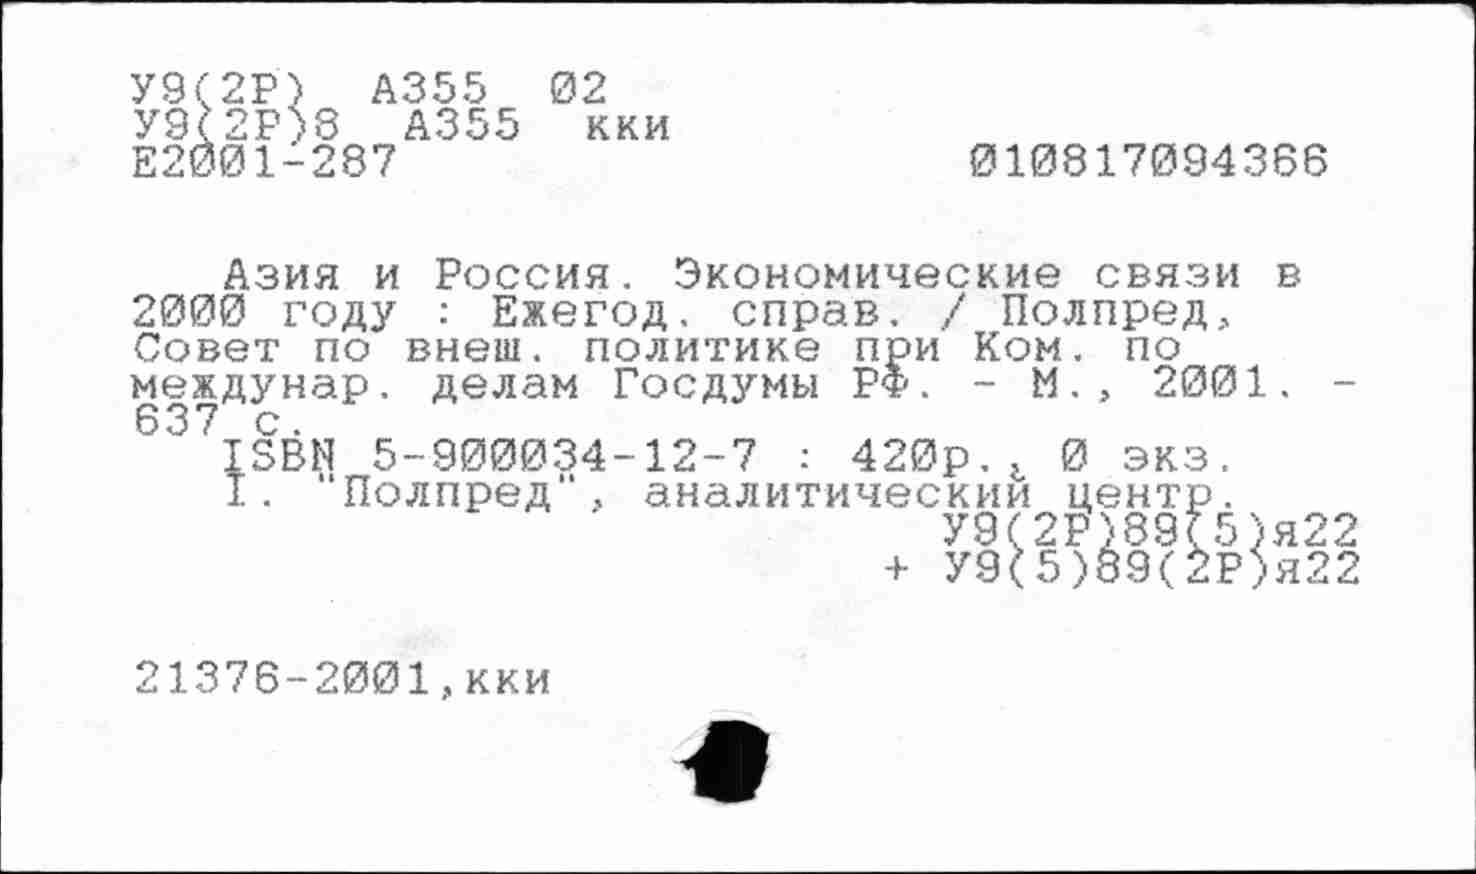 У9(2Р)  А355  02
У9(2Р)8  А355  кки
Е2001-287
010817094366
Азия и Россия. Экономические связи в
2000 году : Ежегод. справ. / Полпред,
Совет по внеш. политике при Ком. по
междунар. делам Госдумы РФ. - М., 2001. -
637 с.
ISBN 5-900034-12-7 : 420р., 0 экз.
I. "Полпред", аналитический центр.
У9(2Р)89(5)я22
+ У9(5)89(2Р)я22
21376-2001,кки